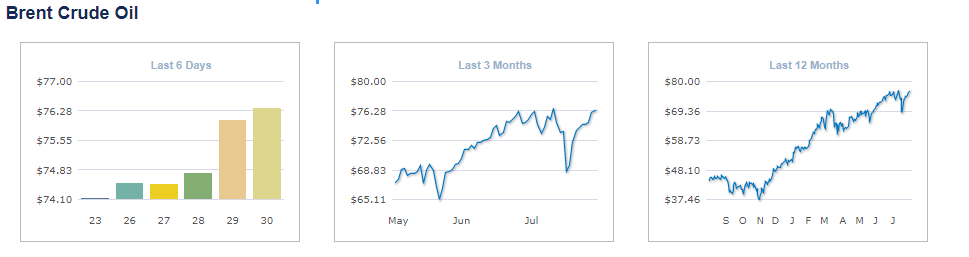 Brent Crude Oil
Last 6 Days
$77.00
$76.28
$75.55
$74.83
$74.10
23 26 27 28 29 30
Last 3 Months
$80.00
$76.28
$72.56
$68.83
$65.11
May Jun Jul
Last 12 Months
$80.00
$69.36
$58.73
$48.10
$37.46
S O N D J F M A M J J